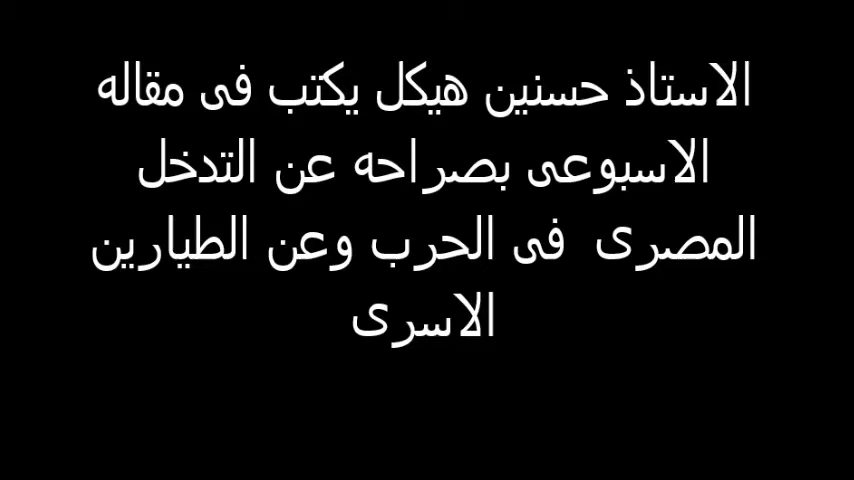 الاستاذ حسنين هيكل يكتب فى مقاله
الاسبوعى بصراحه عن التدخل
المصرى فى الحرب وعن الطيارين
الاسرى